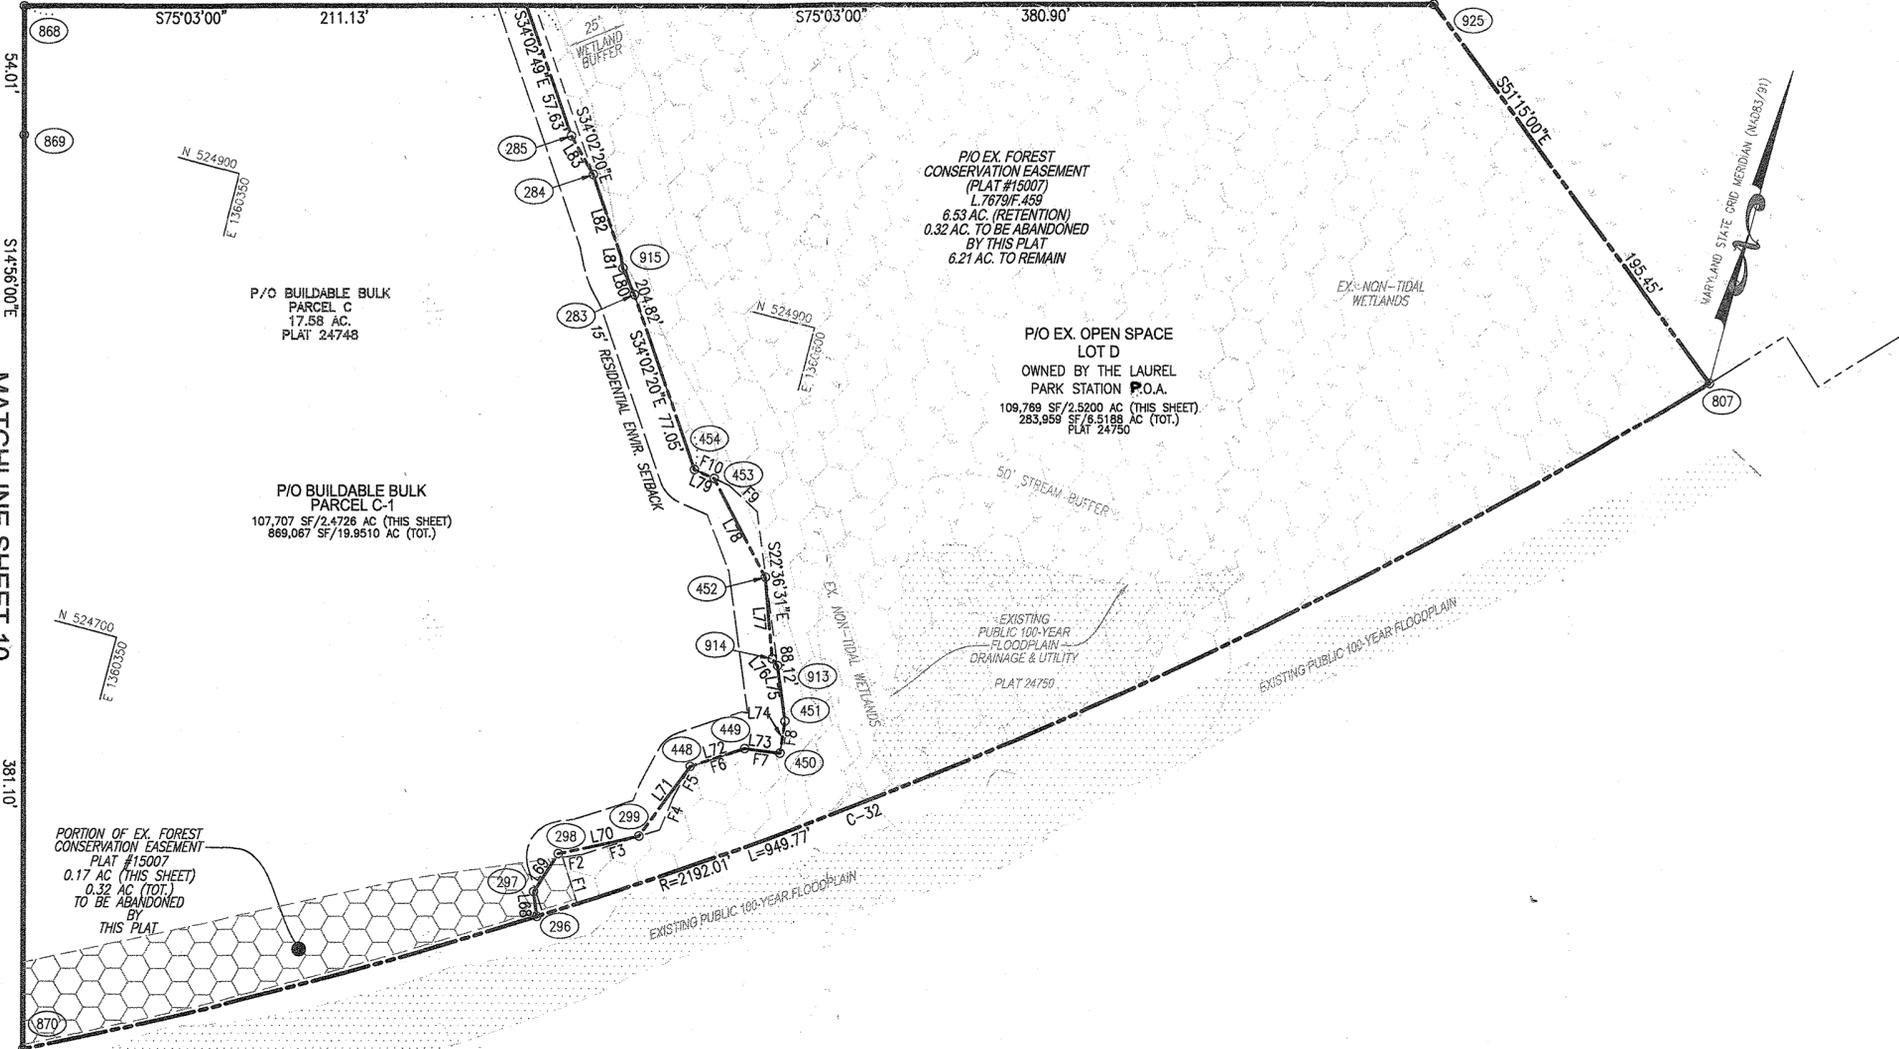 S75°03'00"
211.13'
S75°03'00"
380.90'
868
925
54.01'
869
S34°02'49"E 57.63'
25'
WETLAND
BUFFER
S34°02'20"E
285
L83
284
L82
L81
L80
915
204.82'
283
S51°15'00"E
195.45'
MARYLAND STATE GRID MERIDIAN (NAD83/91)
N 524900
E 1360350
P/O EX. FOREST
CONSERVATION EASEMENT
(PLAT #15007)
L.7679/F.459
6.53 AC. (RETENTION)
0.32 AC. TO BE ABANDONED
BY THIS PLAT
6.21 AC. TO REMAIN
S14°56'00"E
P/O BUILDABLE BULK
PARCEL C
17.58 AC.
PLAT 24748
N 524900
E 1360600
EX. NON-TIDAL
WETLANDS
15' RESIDENTIAL ENVIR. SETBACK
S34°02'20"E 77.05'
P/O EX. OPEN SPACE
LOT D
OWNED BY THE LAUREL
PARK STATION P.O.A.
109,769 SF/2.5200 AC (THIS SHEET)
283,959 SF/6.5188 AC (TOT.)
PLAT 24750
807
MATCHLINE SHEET 10
454
F10
453
L79
F9
L78
50' STREAM BUFFER
P/O BUILDABLE BULK
PARCEL C-1
107,707 SF/2.4726 AC (THIS SHEET)
869,067 SF/19.9510 AC (TOT.)
S22°36'31"E
452
L77
EX. NON-TIDAL WETLANDS
N 524700
E 1360350
EXISTING
PUBLIC 100-YEAR
FLOODPLAIN
DRAINAGE & UTILITY
PLAT 24750
EXISTING PUBLIC 100-YEAR FLOODPLAIN
914
L76
88.12'
913
L75
451
L74
449
L73
F8
448
L72
F6
F7
450
F5
L71
F4
381.10'
299
298
L70
F3
F2
F1
C-32
L=949.77'
R=2192.01'
PORTION OF EX. FOREST
CONSERVATION EASEMENT
PLAT #15007
0.17 AC (THIS SHEET)
0.32 AC (TOT.)
TO BE ABANDONED
BY
THIS PLAT
297
L69
L68
296
EXISTING PUBLIC 100-YEAR FLOODPLAIN
870